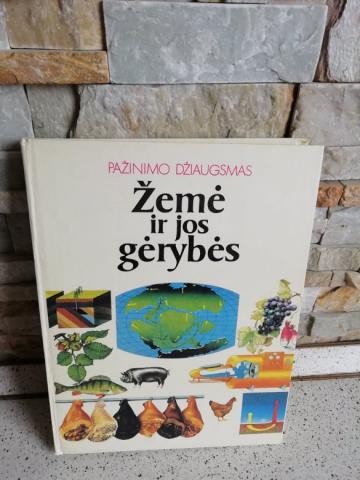 PAŽINIMO DŽIAUGSMAS
Žemė
ir jos
gėrybės